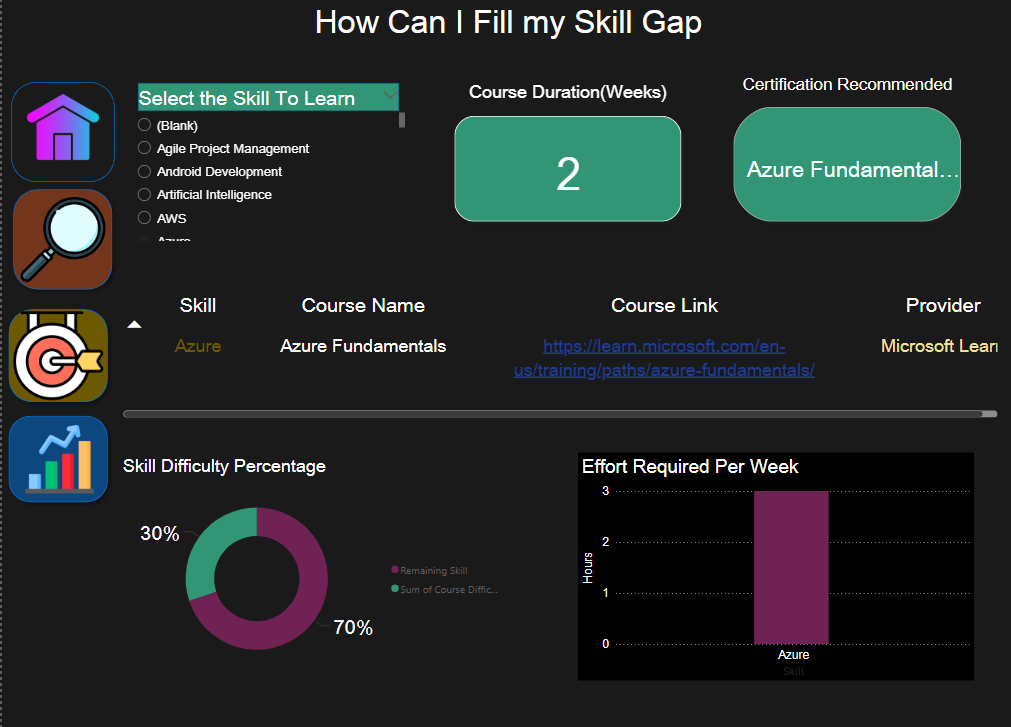 How Can I Fill my Skill Gap
Select the Skill To Learn
(Blank)
Agile Project Management
Android Development
Artificial Intelligence
AWS
Azure
Course Duration(Weeks)
2
Certification Recommended
Azure Fundamental...
Skill Course Name Course Link Provider
Azure Azure Fundamentals https://learn.microsoft.com/en-
us/training/paths/azure-fundamentals/ Microsoft Learn
Skill Difficulty Percentage
30%
70%
Remaining Skill
Sum of Course Diffic...
Effort Required Per Week
Hours
3
2
1
0
Azure
Skill